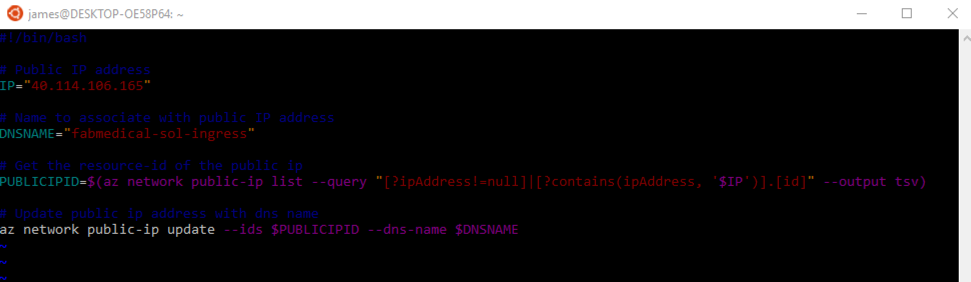 james@DESKTOP-OE58P64: ~
#!/bin/bash
# Public IP address
IP="40.114.106.165"
# Name to associate with public IP address
DNSNAME="fabmedical-sol-ingress"
# Get the resource-id of the public ip
PUBLICIPID=$(az network public-ip list --query "[?ipAddress!=null]|[?contains(ipAddress, '$IP')].[id]" --output tsv)
# Update public ip address with dns name
az network public-ip update --ids $PUBLICIPID --dns-name $DNSNAME
~
~
~